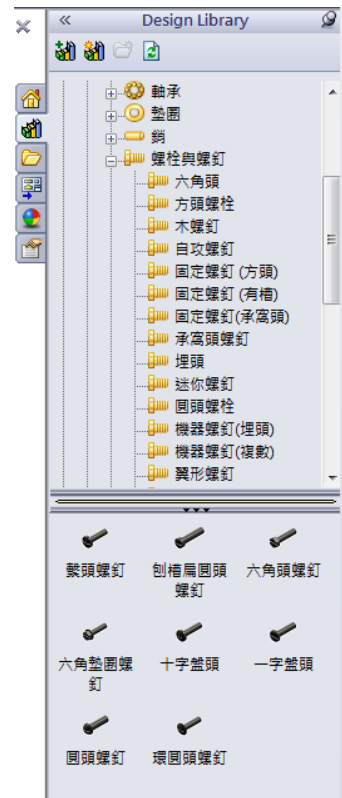 Design Library
軸承
墊圈
銷
螺栓與螺釘
六角頭
方頭螺栓
木螺釘
自攻螺釘
固定螺釘 (方頭)
固定螺釘 (有槽)
固定螺釘(承窩頭)
承窩頭螺釘
埋頭
迷你螺釘
圓頭螺栓
機器螺釘(埋頭)
機器螺釘(複數)
翼形螺釘
繫頭螺釘
刨槽扁圓頭
螺釘
六角頭螺釘
六角墊圈螺
釘
十字盤頭
一字盤頭
圓頭螺釘
環圓頭螺釘